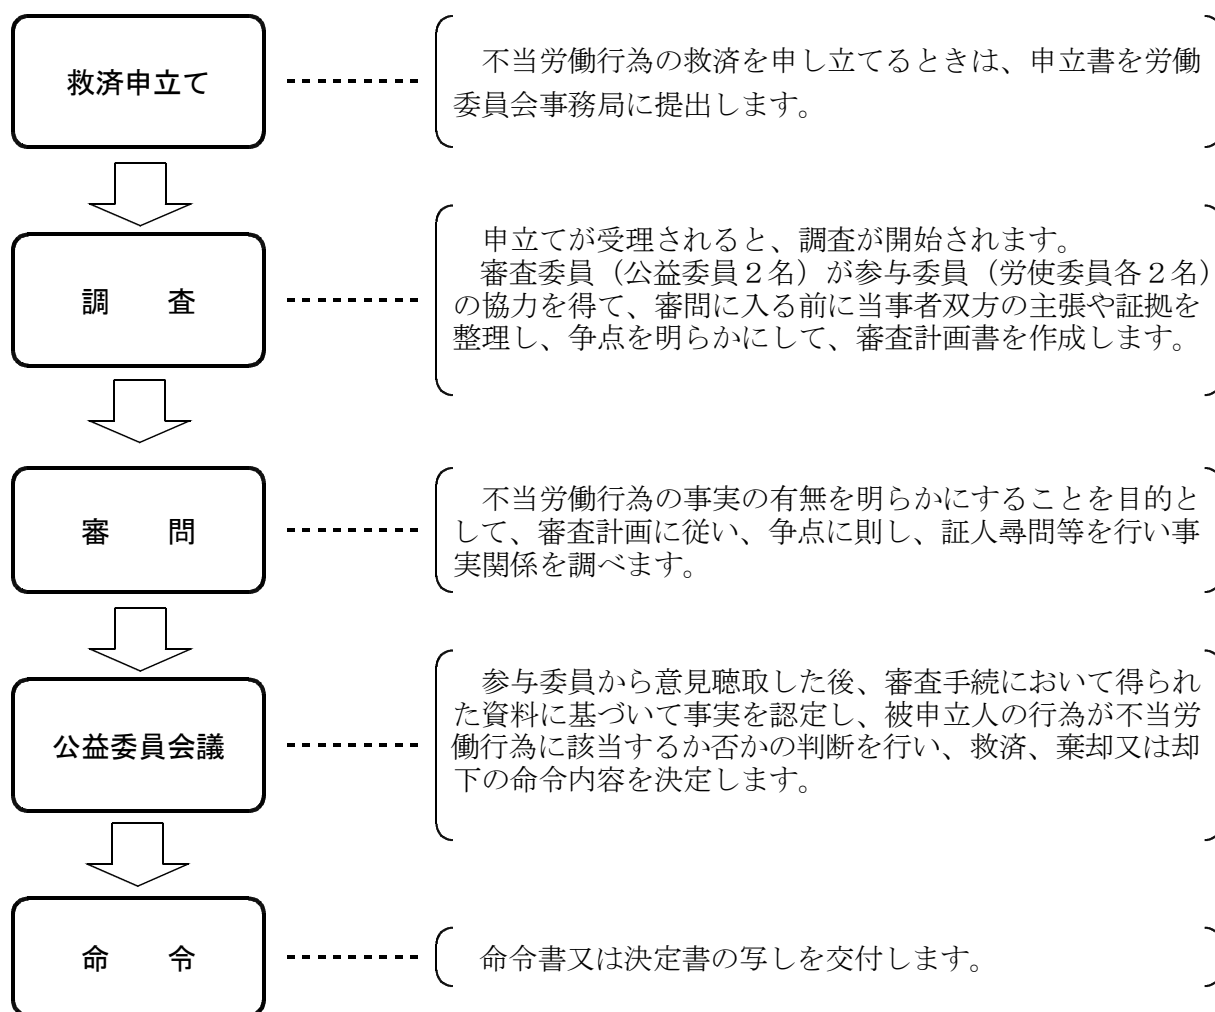 救済申立て
不当労働行為の救済を申し立てるときは、申立書を労働
委員会事務局に提出します。
調　　査
申立てが受理されると、調査が開始されます。
審査委員（公益委員２名）が参与委員（労使委員各２名）
の協力を得て、審問に入る前に当事者双方の主張や証拠を
整理し、争点を明らかにして、審査計画書を作成します。
審　　問
不当労働行為の事実の有無を明らかにすることを目的と
して、審査計画に従い、争点に則し、証人尋問等を行い事
実関係を調べます。
公益委員会議
参与委員から意見聴取した後、審査手続において得られ
た資料に基づいて事実を認定し、被申立人の行為が不当労
働行為に該当するか否かの判断を行い、救済、棄却又は却
下の命令内容を決定します。
命　　令
命令書又は決定書の写しを交付します。